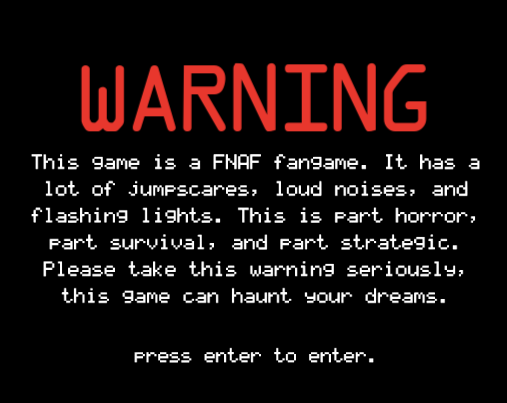 WARNING
This game is a FNAF fangame. It has a
lot of jumpscares, loud noises, and
flashing lights. This is part horror,
part survival, and part strategic.
Please take this warning seriously,
this game can haunt your dreams.
press enter to enter.